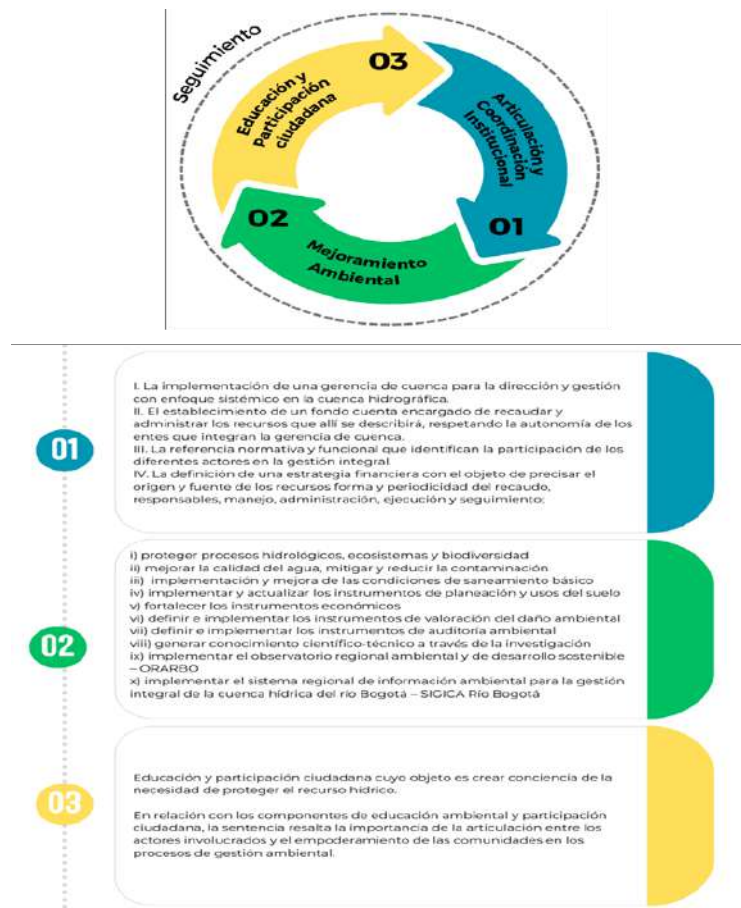 Seguimiento
03
Educación y
participación
ciudadana
Articulación y
Coordinación
Institucional
01
02
Mejoramiento
Ambiental
01
I. La implementación de una gerencia de cuenca para la dirección y gestión
con enfoque sistémico en la cuenca hidrográfica.
II. El establecimiento de un fondo cuenta encargado de recaudar y
administrar los recursos que allí se describirá, respetando la autonomía de los
entes que integran la gerencia de cuenca.
III. La referencia normativa y funcional que identifican la participación de los
diferentes actores en la gestión integral
IV. La definición de una estrategia financiera con el objeto de precisar el
origen y fuente de los recursos forma y periodicidad del recaudo,
responsables, manejo, administración, ejecución y seguimiento;
02
i) proteger procesos hidrológicos, ecosistemas y biodiversidad
ii) mejorar la calidad del agua, mitigar y reducir la contaminación
iii) implementación y mejora de las condiciones de saneamiento básico
iv) implementar y actualizar los instrumentos de planeación y usos del suelo
v) fortalecer los instrumentos económicos
vi) definir e implementar los instrumentos de valoración del daño ambiental
vii) definir e implementar los instrumentos de auditoría ambiental
viii) generar conocimiento científico-técnico a través de la investigación
ix) implementar el observatorio regional ambiental y de desarrollo sostenible
– ORARBO
x) implementar el sistema regional de información ambiental para la gestión
integral de la cuenca hídrica del río Bogotá – SIGICA Río Bogotá
03
Educación y participación ciudadana cuyo objeto es crear conciencia de la
necesidad de proteger el recurso hídrico.
En relación con los componentes de educación ambiental y participación
ciudadana, la sentencia resalta la importancia de la articulación entre los
actores involucrados y el empoderamiento de las comunidades en los
procesos de gestión ambiental.